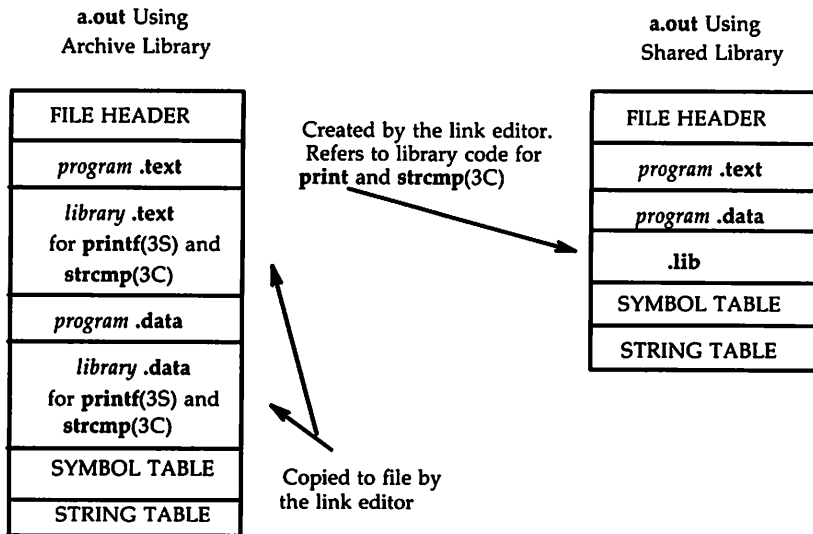 a.out Using
Archive Library
FILE HEADER
program .text
library .text
for printf(3S) and
strcmp(3C)
program .data
library .data
for printf(3S) and
strcmp(3C)
SYMBOL TABLE
STRING TABLE
Created by the link editor.
Refers to library code for
print and strcmp(3C)
Copied to file by
the link editor
a.out Using
Shared Library
FILE HEADER
program .text
program .data
.lib
SYMBOL TABLE
STRING TABLE